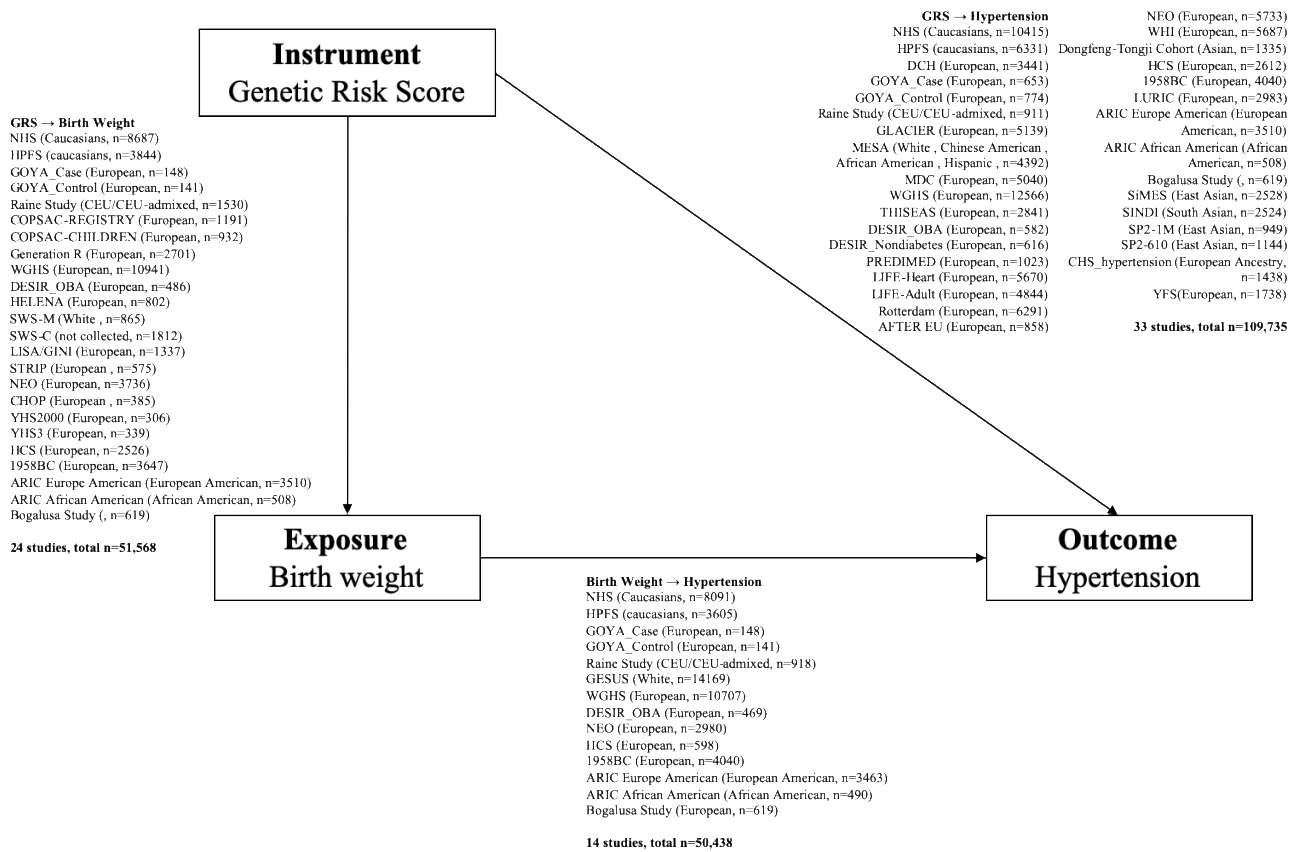 Instrument
Genetic Risk Score
GRS → Birth Weight
NHS (Caucasians, n=8687)
HPFS (caucasians, n=3844)
GOYA_Case (European, n=148)
GOYA_Control (European, n=141)
Raine Study (CEU/CEU-admixed, n=1530)
COPSAC-REGISTRY (European, n=1191)
COPSAC-CHILDREN (European, n=932)
Generation R (European, n=2701)
WGHS (European, n=10941)
DESIR_OBA (European, n=486)
HELENA (European, n=802)
SWS-M (White , n=865)
SWS-C (not collected, n=1812)
LISA/GINI (European, n=1337)
STRIP (European , n=575)
NEO (European, n=3736)
CHOP (European , n=385)
YHS2000 (European, n=306)
YHS3 (European, n=339)
HCS (European, n=2526)
1958BC (European, n=3647)
ARIC Europe American (European American, n=3510)
ARIC African American (African American, n=508)
Bogalusa Study (, n=619)
24 studies, total n=51,568
GRS → Hypertension
NHS (Caucasians, n=10415)
HPFS (caucasians, n=6331)
DCH (European, n=3441)
GOYA_Case (European, n=653)
GOYA_Control (European, n=774)
Raine Study (CEU/CEU-admixed, n=911)
GLACIER (European, n=5139)
MESA (White , Chinese American ,
African American , Hispanic , n=4392)
MDC (European, n=5040)
WGHS (European, n=12566)
THISEAS (European, n=2841)
DESIR_OBA (European, n=582)
DESIR_Nondiabetes (European, n=616)
PREDIMED (European, n=1023)
LIFE-Heart (European, n=5670)
LIFE-Adult (European, n=4844)
Rotterdam (European, n=6291)
AFTER EU (European, n=858)
NEO (European, n=5733)
WHI (European, n=5687)
Dongfeng-Tongji Cohort (Asian, n=1335)
HCS (European, n=2612)
1958BC (European, 4040)
LURIC (European, n=2983)
ARIC Europe American (European
American, n=3510)
ARIC African American (African
American, n=508)
Bogalusa Study (, n=619)
SiMES (East Asian, n=2528)
SINDI (South Asian, n=2524)
SP2-1M (East Asian, n=949)
SP2-610 (East Asian, n=1144)
CHS_hypertension (European Ancestry,
n=1438)
YFS(European, n=1738)
33 studies, total n=109,735
Exposure
Birth weight
Outcome
Hypertension
Birth Weight → Hypertension
NHS (Caucasians, n=8091)
HPFS (caucasians, n=3605)
GOYA_Case (European, n=148)
GOYA_Control (European, n=141)
Raine Study (CEU/CEU-admixed, n=918)
GESUS (White, n=14169)
WGHS (European, n=10707)
DESIR_OBA (European, n=469)
NEO (European, n=2980)
HCS (European, n=598)
1958BC (European, n=4040)
ARIC Europe American (European American, n=3463)
ARIC African American (African American, n=490)
Bogalusa Study (European, n=619)
14 studies, total n=50,438